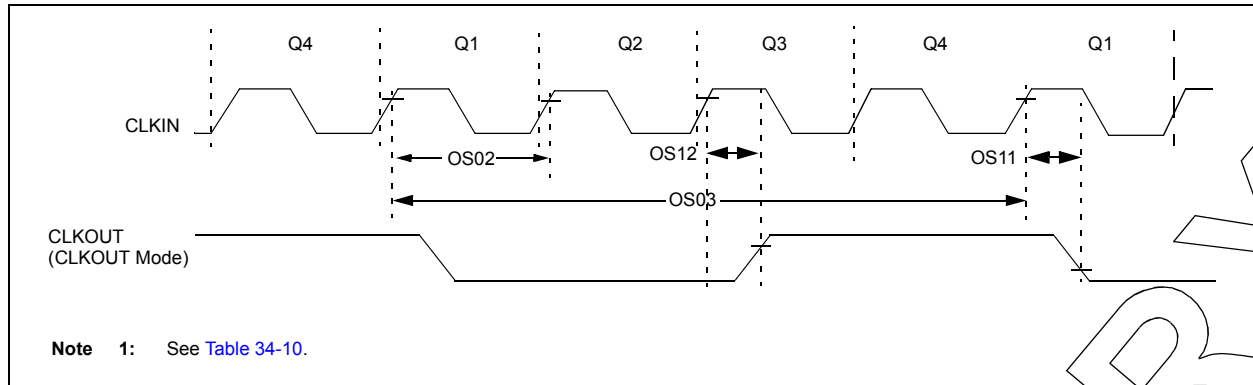 Q4 Q1 Q2 Q3 Q4 Q1
CLKIN
OS02 OS12 OS11
OS03
CLKOUT
(CLKOUT Mode)
Note 1: See Table 34-10.